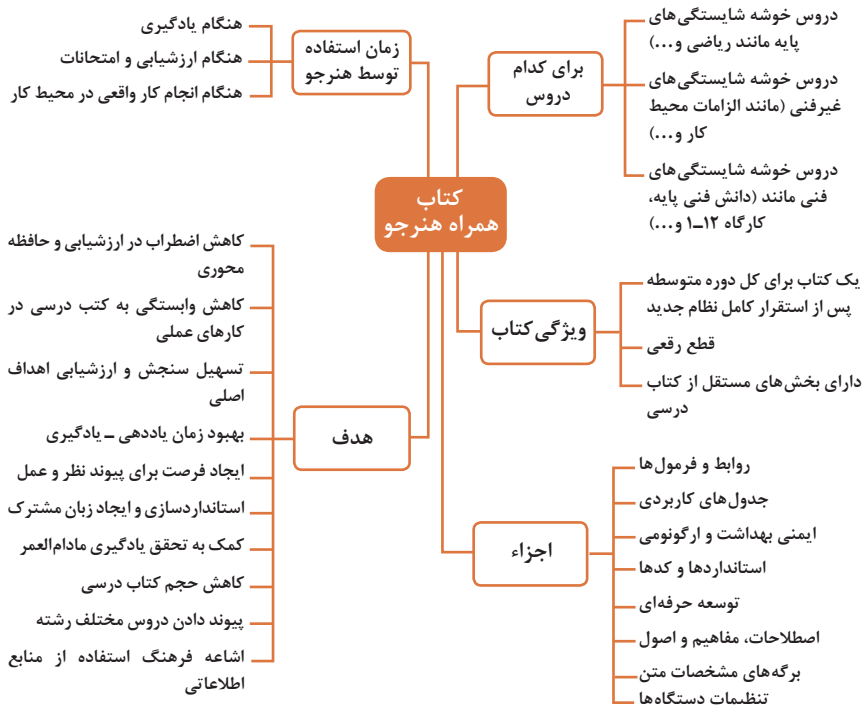 کتاب
همراه هنرجو
برای کدام
دروس
دروس خوشه شایستگی‌های
پایه مانند ریاضی و...)
دروس خوشه شایستگی‌های
غیرفنی (مانند الزامات محیط
کار و...)
دروس خوشه شایستگی‌های
فنی مانند (دانش فنی پایه،
کارگاه ۱۲–۱ و...)
ویژگی کتاب
یک کتاب برای کل دوره متوسطه
پس از استقرار کامل نظام جدید
قطع رقعی
دارای بخش‌های مستقل از کتاب
درسی
اجزاء
روابط و فرمول‌ها
جدول‌های کاربردی
ایمنی بهداشت و ارگونومی
استانداردها و کدها
توسعه حرفه‌ای
اصطلاحات، مفاهیم و اصول
برگه‌های مشخصات متن
تنظیمات دستگاه‌ها
زمان استفاده
توسط هنرجو
هنگام یادگیری
هنگام ارزشیابی و امتحانات
هنگام انجام کار واقعی در محیط کار
هدف
کاهش اضطراب در ارزشیابی و حافظه
محوری
کاهش وابستگی به کتب درسی در
کارهای عملی
تسهیل سنجش و ارزشیابی اهداف
اصلی
بهبود زمان یاددهی – یادگیری
ایجاد فرصت برای پیوند نظر و عمل
استانداردسازی و ایجاد زبان مشترک
کمک به تحقق یادگیری مادام‌العمر
کاهش حجم کتاب درسی
پیوند دادن دروس مختلف رشته
اشاعه فرهنگ استفاده از منابع
اطلاعاتی